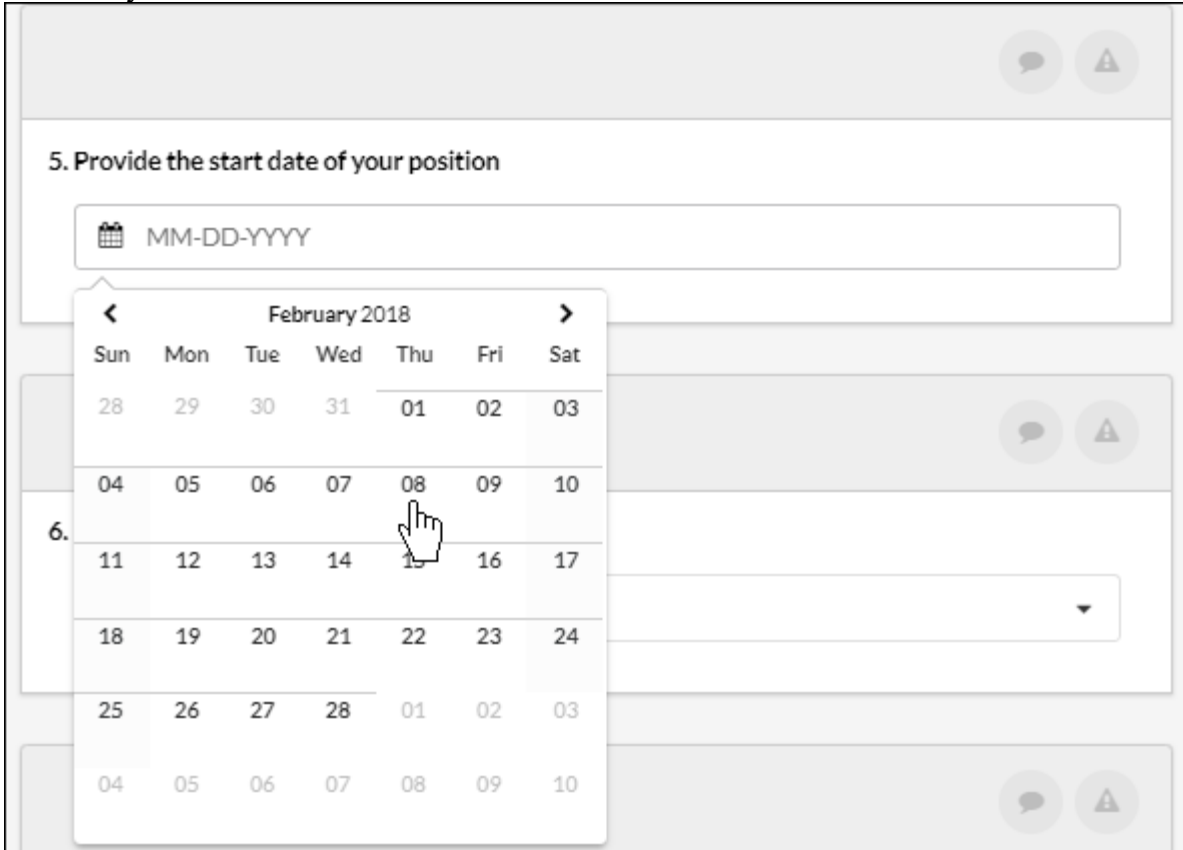 5. Provide the start date of your position
MM-DD-YYYY
February 2018
Sun Mon Tue Wed Thu Fri Sat
28 29 30 31 01 02 03
04 05 06 07 08 09 10
6.
11 12 13 14 15 16 17
18 19 20 21 22 23 24
25 26 27 28 01 02 03
04 05 06 07 08 09 10